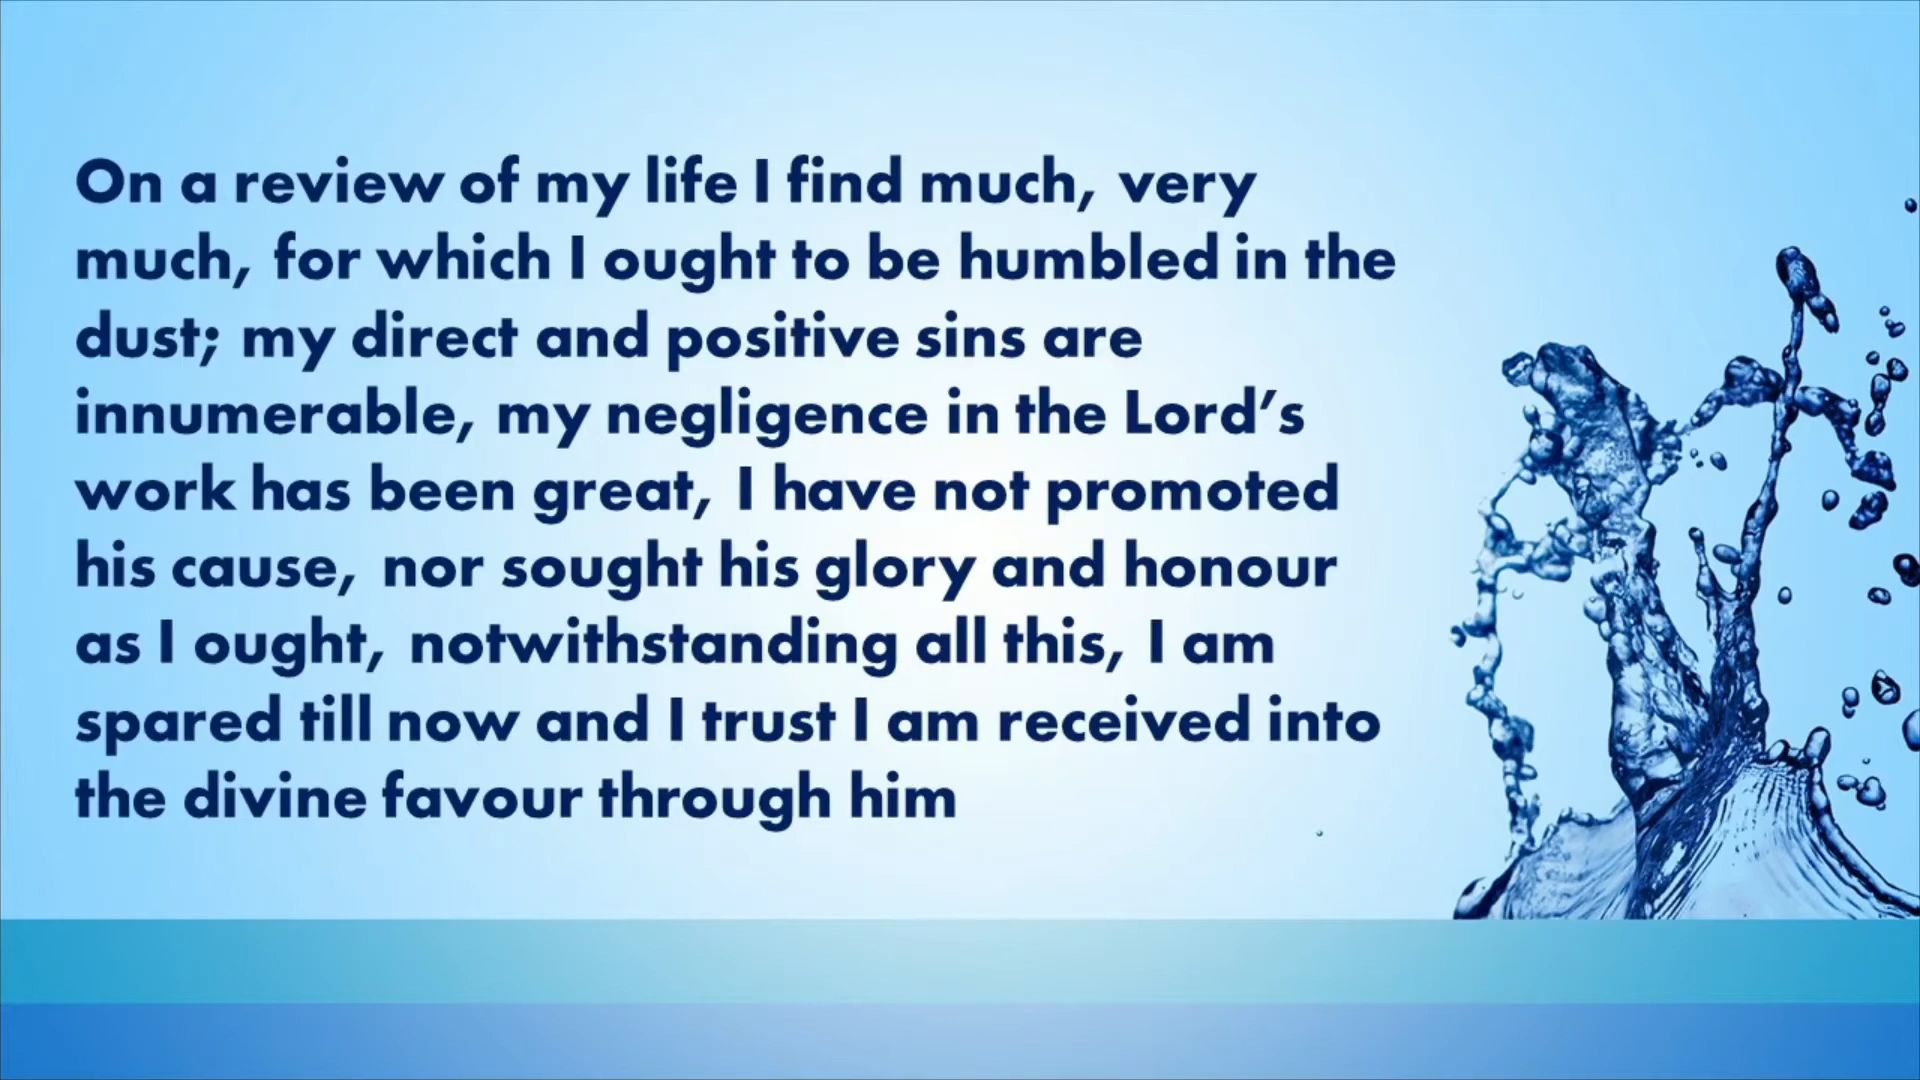 On a review of my life I find much, very
much, for which I ought to be humbled in the
dust; my direct and positive sins are
innumerable, my negligence in the Lord’s
work has been great, I have not promoted
his cause, nor sought his glory and honour
as I ought, notwithstanding all this, I am
spared till now and I trust I am received into
the divine favour through him